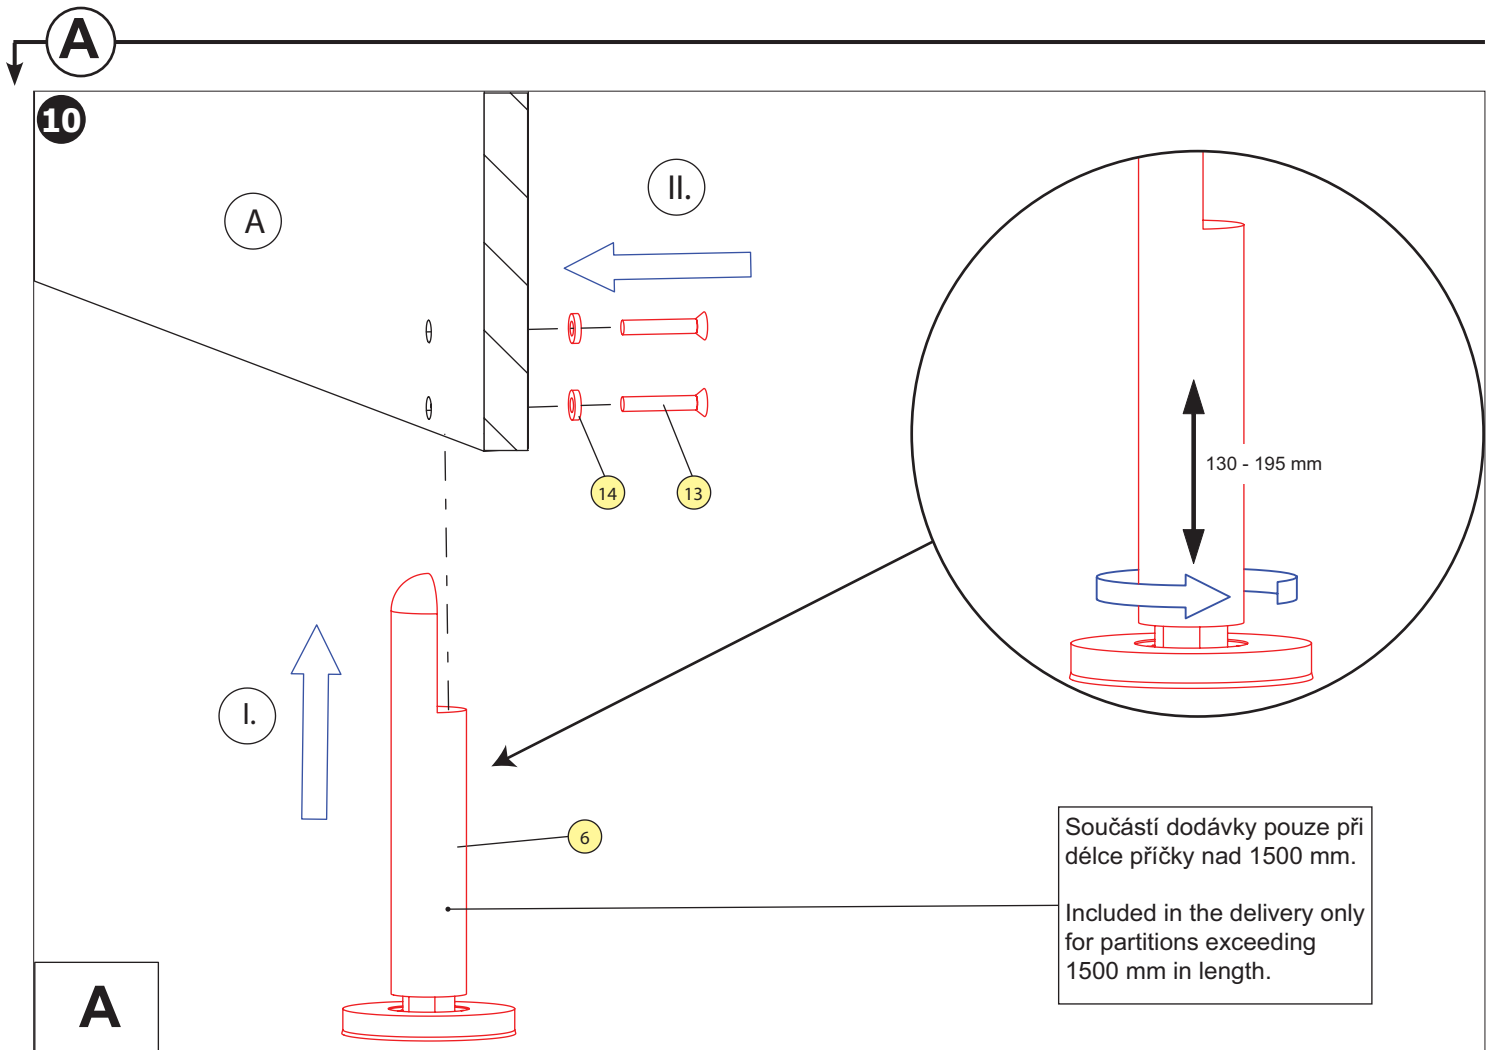 A
10
A
II.
14
13
130 - 195 mm
I.
6
Součástí dodávky pouze při
délce příčky nad 1500 mm.
Included in the delivery only
for partitions exceeding
1500 mm in length.
A